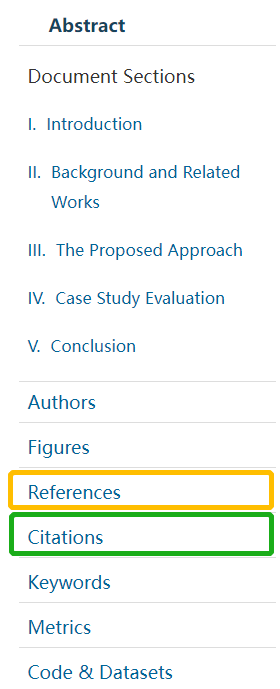 Abstract
Document Sections
I. Introduction
II. Background and Related
Works
III. The Proposed Approach
IV. Case Study Evaluation
V. Conclusion
Authors
Figures
References
Citations
Keywords
Metrics
Code & Datasets